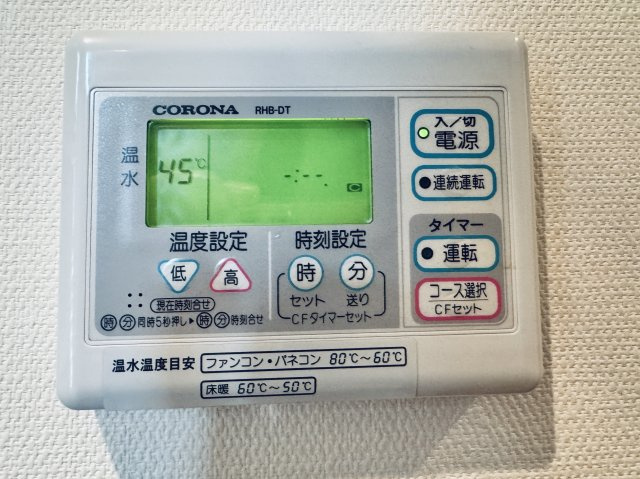 CORONA RHB-DT
温水
45℃
-:--
C
入/切
電源
連続運転
タイマー
運転
コース選択
CFセット
温度設定
低 高
時刻設定
時 分
セット 送り
CFタイマーセット
現在時刻合せ
時 分 同時5秒押し▶時 分 時刻合せ
温水温度目安 ファンコン・パネコン 80℃~60℃
床暖 60℃~50℃